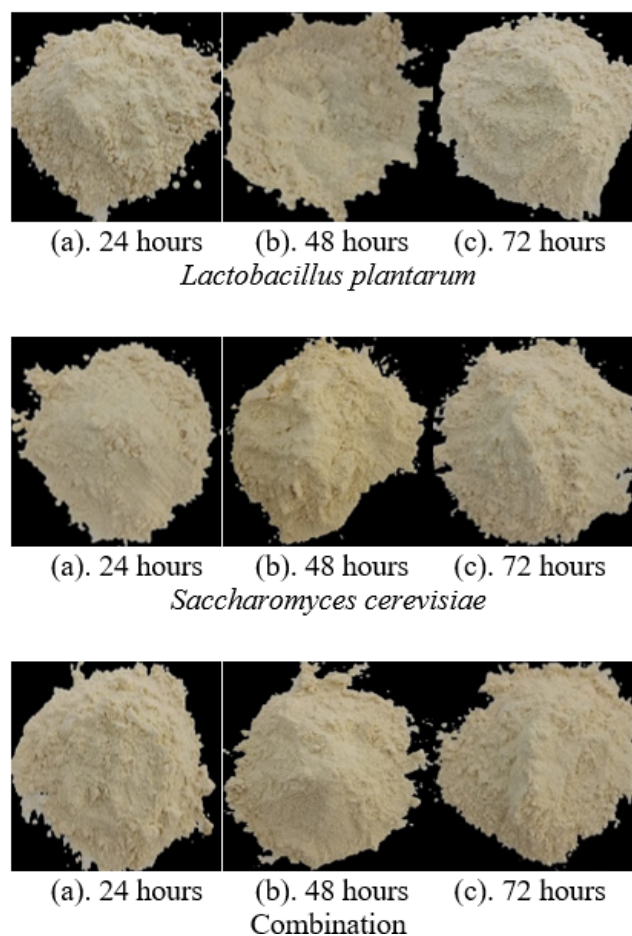 (a). 24 hours (b). 48 hours (c). 72 hours
Lactobacillus plantarum
(a). 24 hours (b). 48 hours (c). 72 hours
Saccharomyces cerevisiae
(a). 24 hours (b). 48 hours (c). 72 hours
Combination